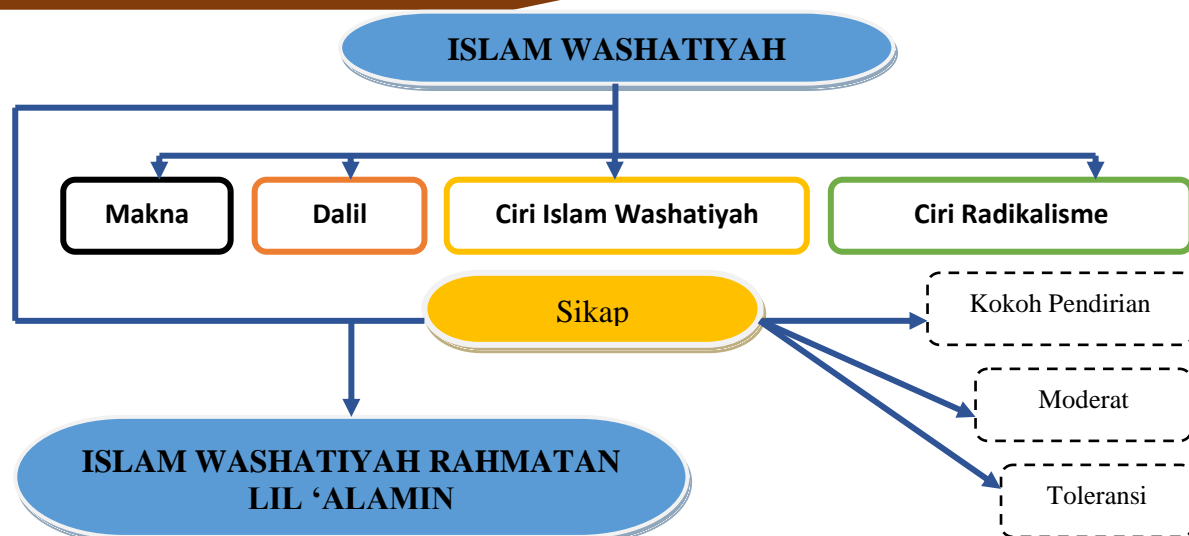 ISLAM WASHATIYAH
Makna
Dalil
Ciri Islam Washatiyah
Ciri Radikalisme
Sikap
Kokoh Pendirian
Moderat
Toleransi
ISLAM WASHATIYAH RAHMATAN
LIL ‘ALAMIN